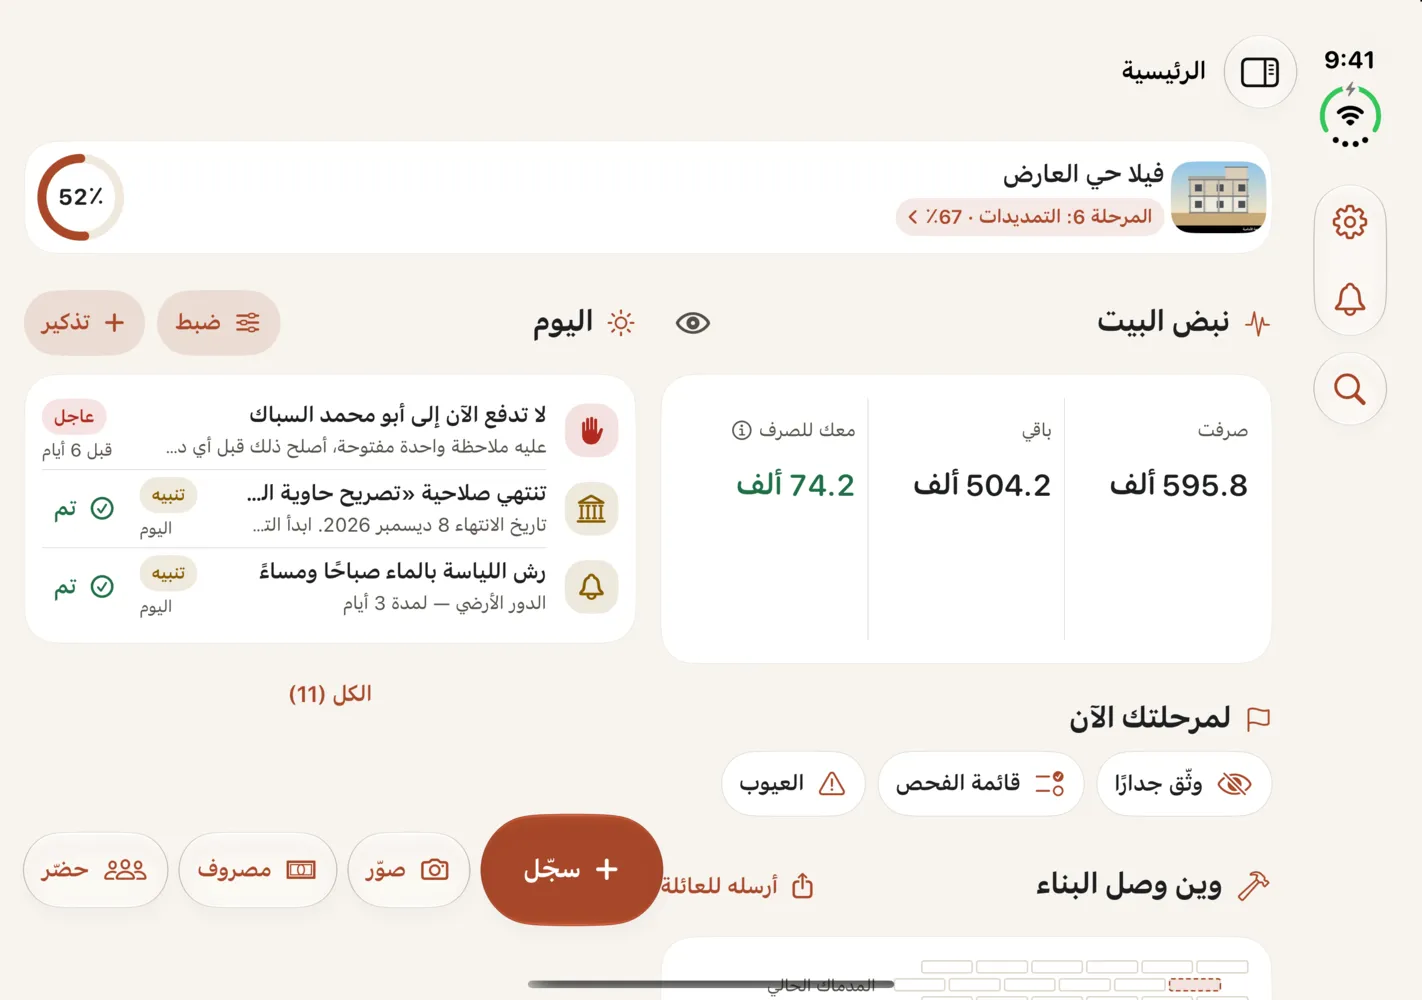 9:41
الرئيسية
فيلا حي العارض
المرحلة 6: التمديدات · 67٪
52٪
نبض البيت
صرفت
595.8 ألف
باقي
504.2 ألف
معك للصرف
74.2 ألف
اليوم
ضبط
تذكير
لا تدفع الآن إلى أبو محمد السباك
عليه ملاحظة واحدة مفتوحة، أصلح ذلك قبل أي د...
عاجل
قبل 6 أيام
تنتهي صلاحية «تصريح حاوية الـ...
تاريخ الانتهاء 8 ديسمبر 2026. ابدأ التـ...
تنبيه
اليوم
تم
رش اللياسة بالماء صباحًا ومساءً
الدور الأرضي — لمدة 3 أيام
تنبيه
اليوم
تم
الكل (11)
لمرحلتك الآن
وثّق جدارًا
قائمة الفحص
العيوب
وين وصل البناء
أرسله للعائلة
سجّل
صوّر
مصروف
حضّر
المدماك الحالي